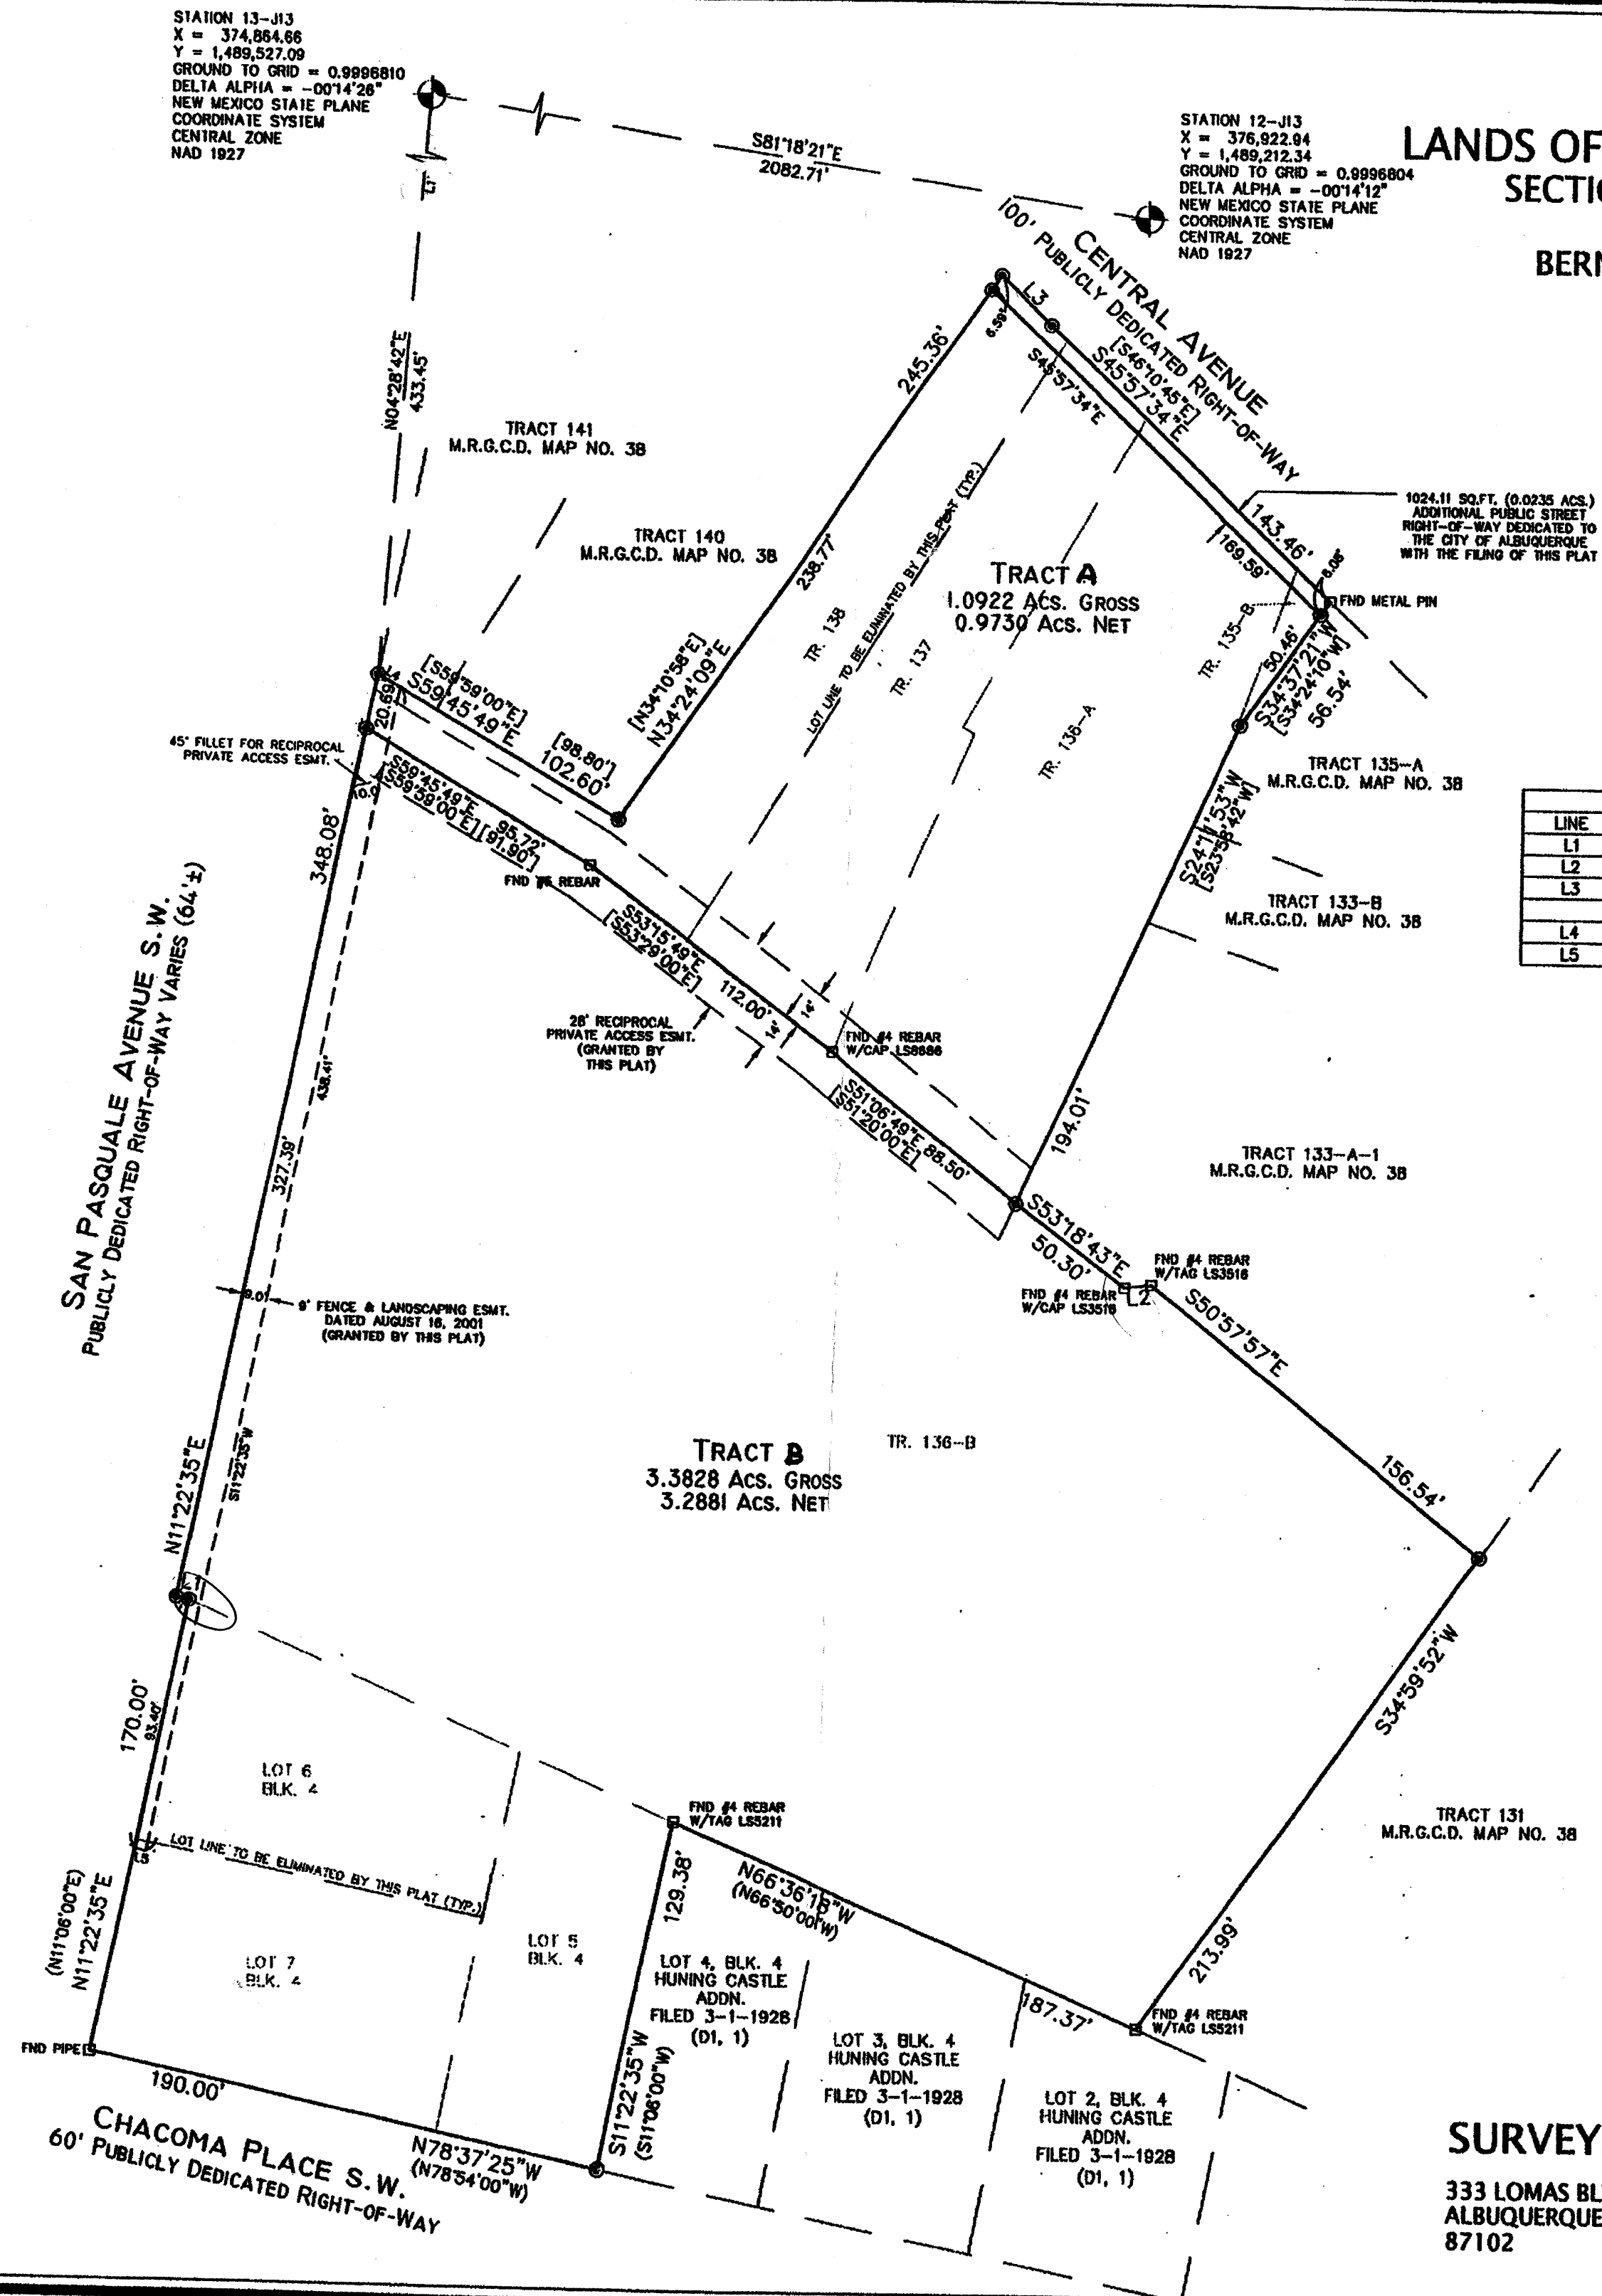 STATION 13-J13
X = 374,864.66
Y = 1,489,527.09
GROUND TO GRID = 0.9996810
DELTA ALPHA = -00°14'26"
NEW MEXICO STATE PLANE
COORDINATE SYSTEM
CENTRAL ZONE
NAD 1927
S81°18'21"E
2082.71'
STATION 12-J13
X = 376,922.94
Y = 1,489,212.34
GROUND TO GRID = 0.9996804
DELTA ALPHA = -00°14'12"
NEW MEXICO STATE PLANE
COORDINATE SYSTEM
CENTRAL ZONE
NAD 1927
LANDS OF
SECTIO
BERN
L1
N04°28'42"E
433.45'
CENTRAL AVENUE
100' PUBLICLY DEDICATED RIGHT-OF-WAY
L3
6.59'
[S46°10'45"E]
S45°57'34"E
S45°57'34"E
143.46'
169.59'
6.06'
FND METAL PIN
1024.11 SQ.FT. (0.0235 ACS.)
ADDITIONAL PUBLIC STREET
RIGHT-OF-WAY DEDICATED TO
THE CITY OF ALBUQUERQUE
WITH THE FILING OF THIS PLAT
245.36'
238.77'
[N34°10'58"E]
N34°24'09"E
TRACT 141
M.R.G.C.D. MAP NO. 38
TRACT 140
M.R.G.C.D. MAP NO. 38
TRACT A
1.0922 ACS. GROSS
0.9730 ACS. NET
TR. 138
LOT LINE TO BE ELIMINATED BY THIS PLAT (TYP.)
TR. 137
TR. 136-A
TR. 135-B
50.46'
S34°37'21"W
[S34°24'10"W]
56.54'
TRACT 135-A
M.R.G.C.D. MAP NO. 38
S24°11'53"W
[S23°58'42"W]
194.01'
TRACT 133-B
M.R.G.C.D. MAP NO. 38
TRACT 133-A-1
M.R.G.C.D. MAP NO. 38
LINE
L1
L2
L3
L4
L5
L4
20.69
[S59°59'00"E]
S59°45'49"E
[98.80']
102.60'
45° FILLET FOR RECIPROCAL
PRIVATE ACCESS ESMT.
10.0
S59°45'49"E
[S59°59'00"E]
95.72'
[91.90']
FND #5 REBAR
S53°15'49"E
[S53°29'00"E]
112.00'
14'
14'
28' RECIPROCAL
PRIVATE ACCESS ESMT.
(GRANTED BY
THIS PLAT)
FND #4 REBAR
W/CAP LS8686
S51°06'49"E
[S51°20'00"E]
88.50'
S53°18'43"E
50.30'
FND #4 REBAR
W/TAG LS3516
FND #4 REBAR
W/CAP LS3516
L2
S50°57'57"E
156.54'
SAN PASQUALE AVENUE S.W.
PUBLICLY DEDICATED RIGHT-OF-WAY VARIES (64'±)
348.08'
438.41'
327.39'
9.0'
9' FENCE & LANDSCAPING ESMT.
DATED AUGUST 16, 2001
(GRANTED BY THIS PLAT)
N11°22'35"E
S11°22'35"W
TRACT B
3.3828 ACS. GROSS
3.2881 ACS. NET
TR. 136-B
S34°59'52"W
213.99'
TRACT 131
M.R.G.C.D. MAP NO. 38
170.00'
93.40'
LOT 6
BLK. 4
LOT LINE TO BE ELIMINATED BY THIS PLAT (TYP.)
L5
(N11°06'00"E)
N11°22'35"E
LOT 7
BLK. 4
LOT 5
BLK. 4
FND #4 REBAR
W/TAG LS5211
129.38'
N66°36'18"W
(N66°50'00"W)
187.37'
FND #4 REBAR
W/TAG LS5211
LOT 4, BLK. 4
HUNING CASTLE
ADDN.
FILED 3-1-1928
(D1, 1)
LOT 3, BLK. 4
HUNING CASTLE
ADDN.
FILED 3-1-1928
(D1, 1)
LOT 2, BLK. 4
HUNING CASTLE
ADDN.
FILED 3-1-1928
(D1, 1)
S11°22'35"W
(S11°06'00"W)
FND PIPE
190.00'
N78°37'25"W
(N78°54'00"W)
CHACOMA PLACE S.W.
60' PUBLICLY DEDICATED RIGHT-OF-WAY
SURVEY
333 LOMAS BL
ALBUQUERQUE
87102